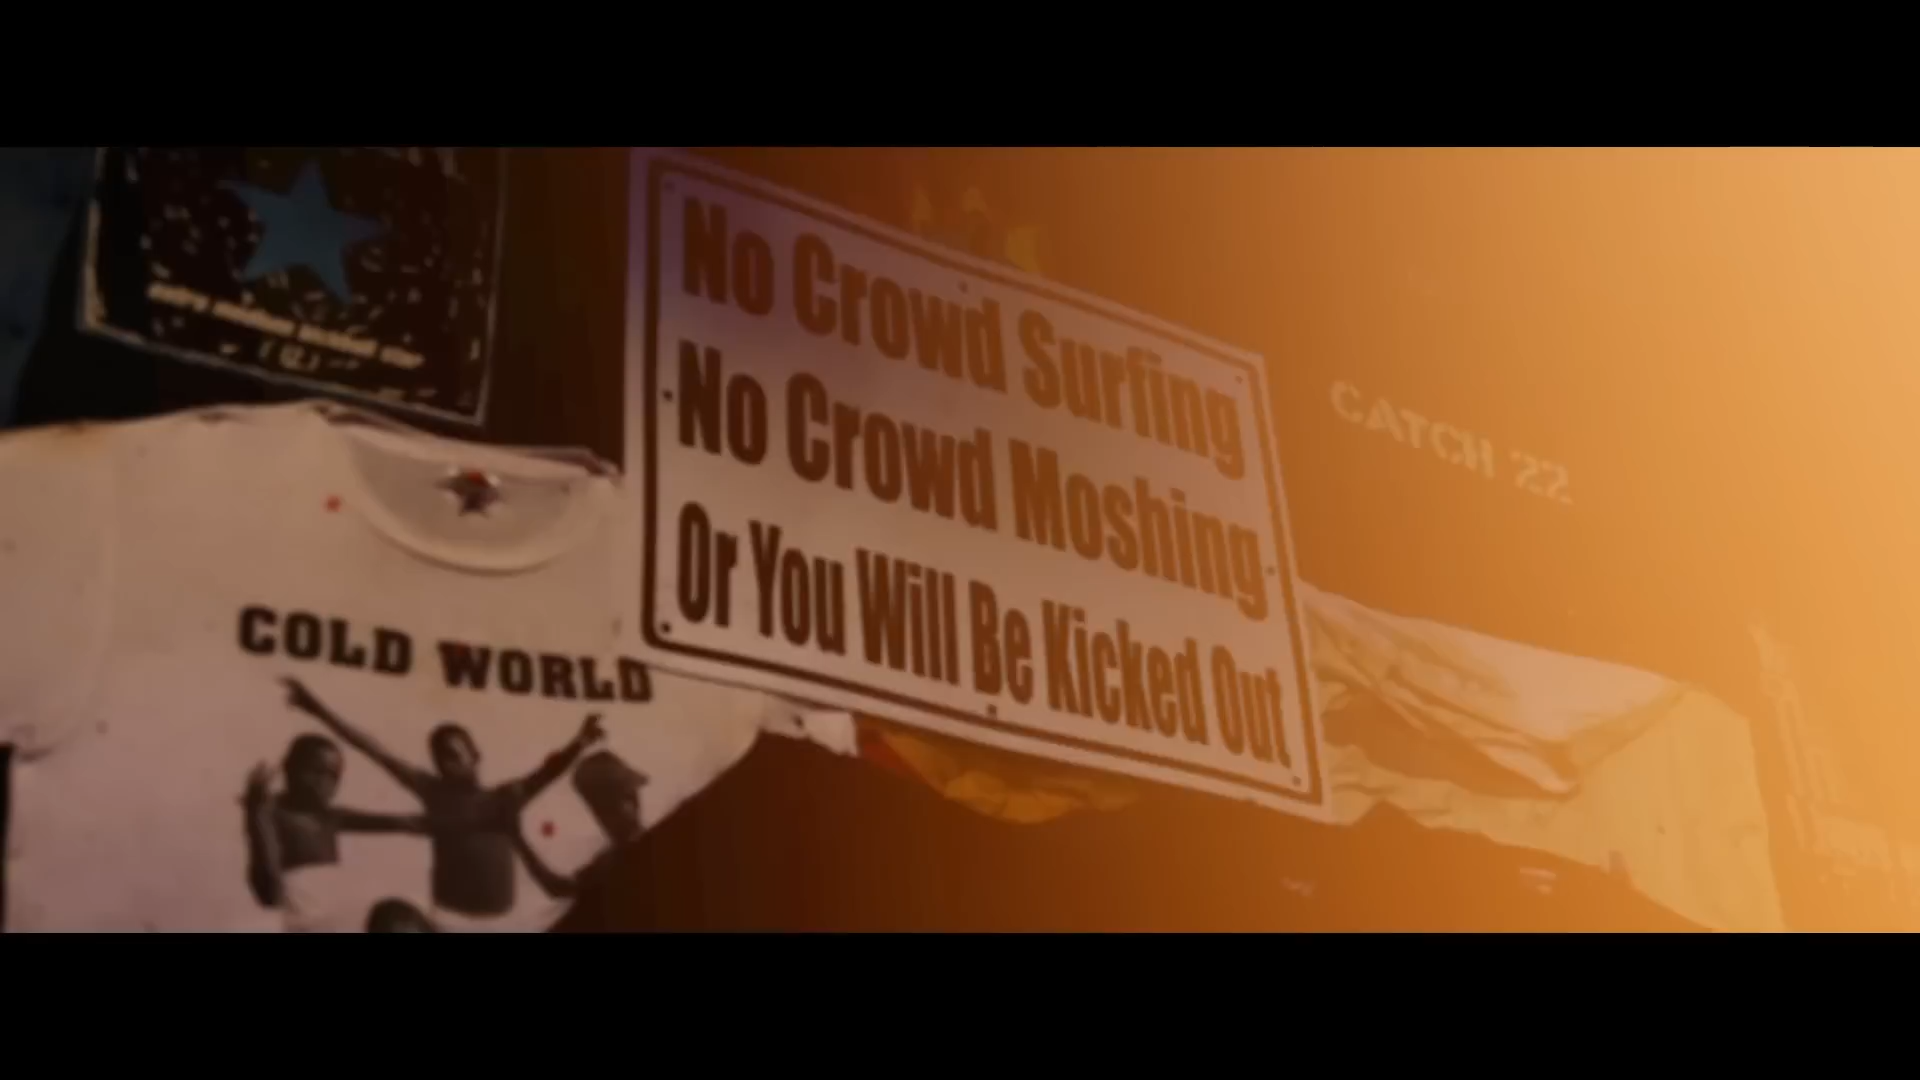 No Crowd Surfing
No Crowd Moshing
Or You Will Be Kicked Out
CATCH 22
COLD WORLD